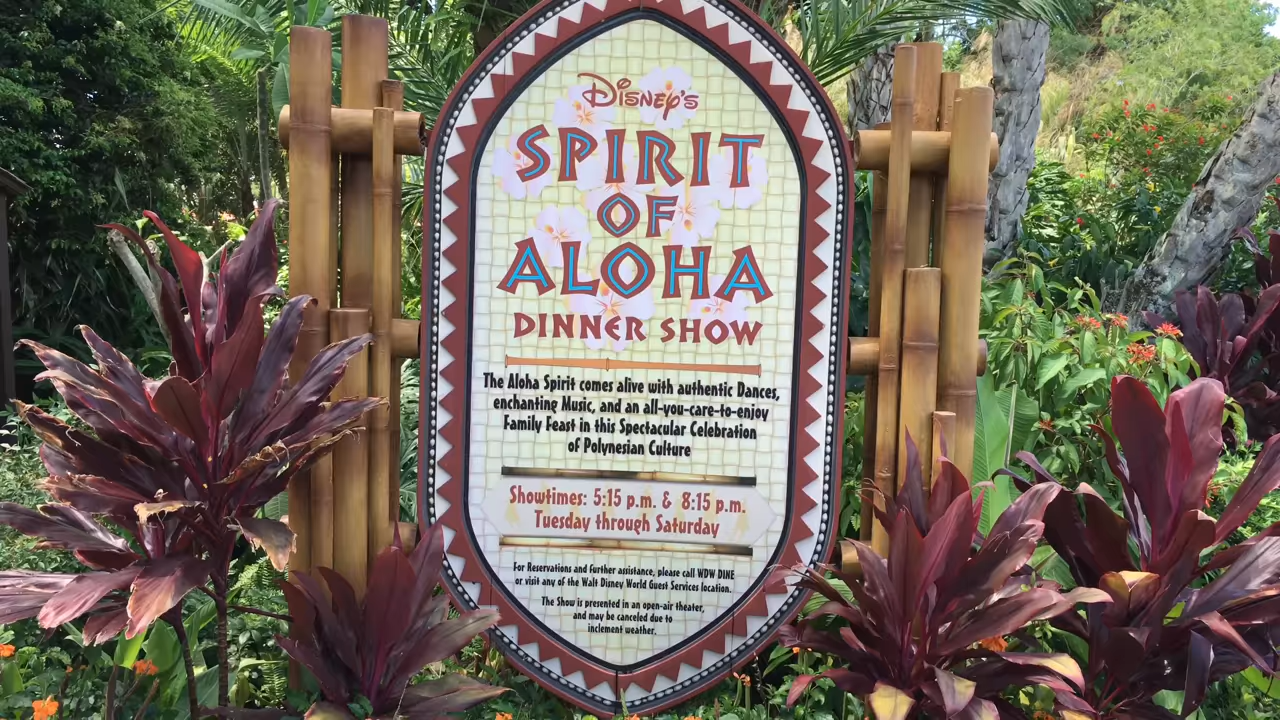 Disney's
SPIRIT
OF
ALOHA
DINNER SHOW
The Aloha Spirit comes alive with authentic Dances,
enchanting Music, and an all-you-care-to-enjoy
Family Feast in this Spectacular Celebration
of Polynesian Culture
Showtimes: 5:15 p.m. & 8:15 p.m.
Tuesday through Saturday
For Reservations and further assistance, please call WDW DINE
or visit any of the Walt Disney World Guest Services location.
The Show is presented in an open-air theater,
and may be canceled due to
inclement weather.